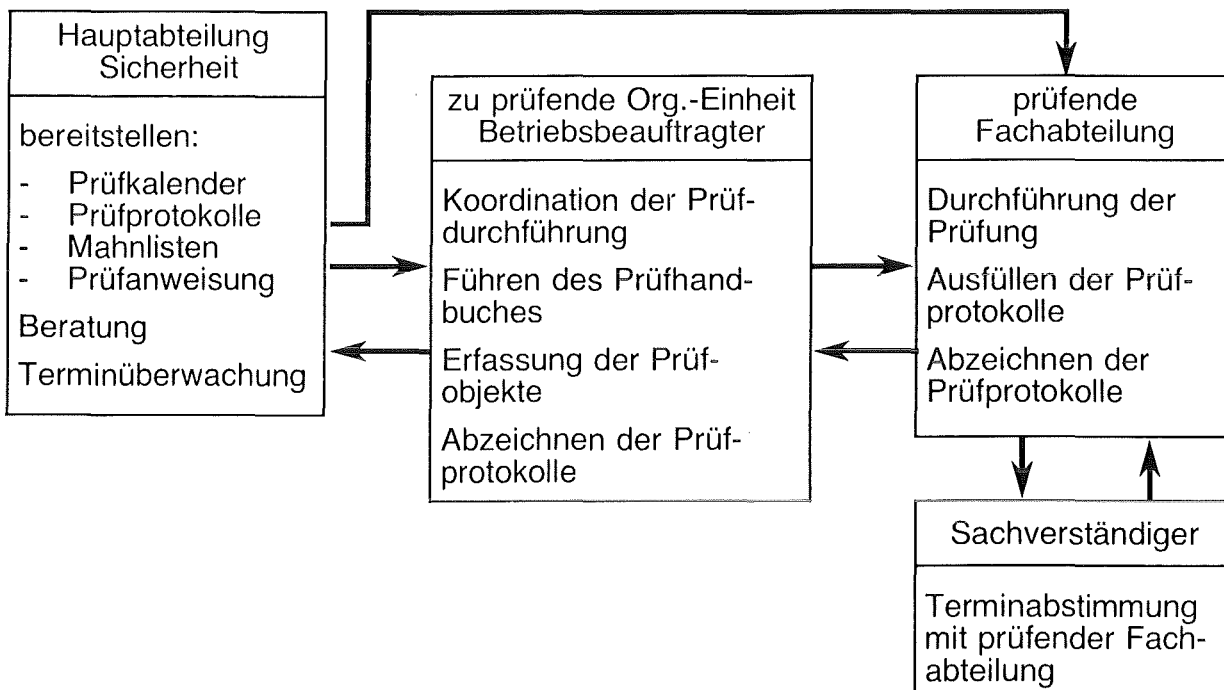 Hauptabteilung
Sicherheit
bereitstellen:
- Prüfkalender
- Prüfprotokolle
- Mahnlisten
- Prüfanweisung
Beratung
Terminüberwachung
zu prüfende Org.-Einheit
Betriebsbeauftragter
Koordination der Prüf-
durchführung
Führen des Prüfhand-
buches
Erfassung der Prüf-
objekte
Abzeichnen der Prüf-
protokolle
prüfende
Fachabteilung
Durchführung der
Prüfung
Ausfüllen der Prüf-
protokolle
Abzeichnen der
Prüfprotokolle
Sachverständiger
Terminabstimmung
mit prüfender Fach-
abteilung